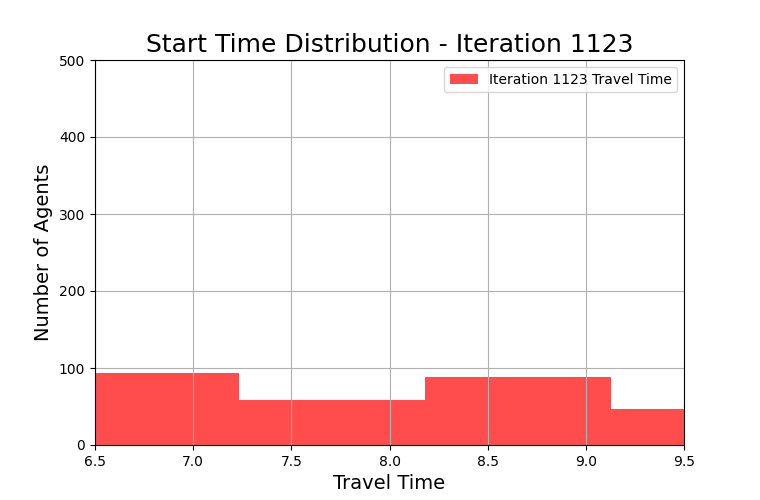 Start Time Distribution - Iteration 1123
Iteration 1123 Travel Time
Number of Agents
500
400
300
200
100
0
6.5 7.0 7.5 8.0 8.5 9.0 9.5
Travel Time